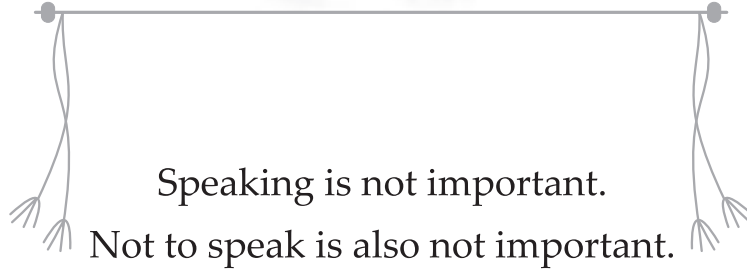 Speaking is not important.
Not to speak is also not important.